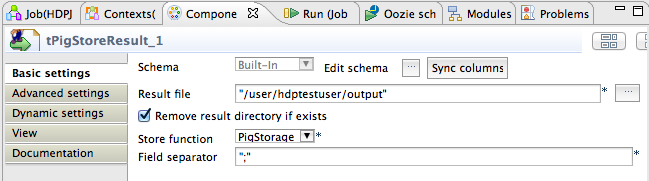 Job(HDPJ Contexts( Compone Run (Job Oozie sch Modules Problems
tPigStoreResult_1
Basic settings
Advanced settings
Dynamic settings
View
Documentation
Schema Built-In Edit schema ... Sync columns
Result file "/user/hdptestuser/output" * ...
Remove result directory if exists
Store function PigStorage *
Field separator ";" *